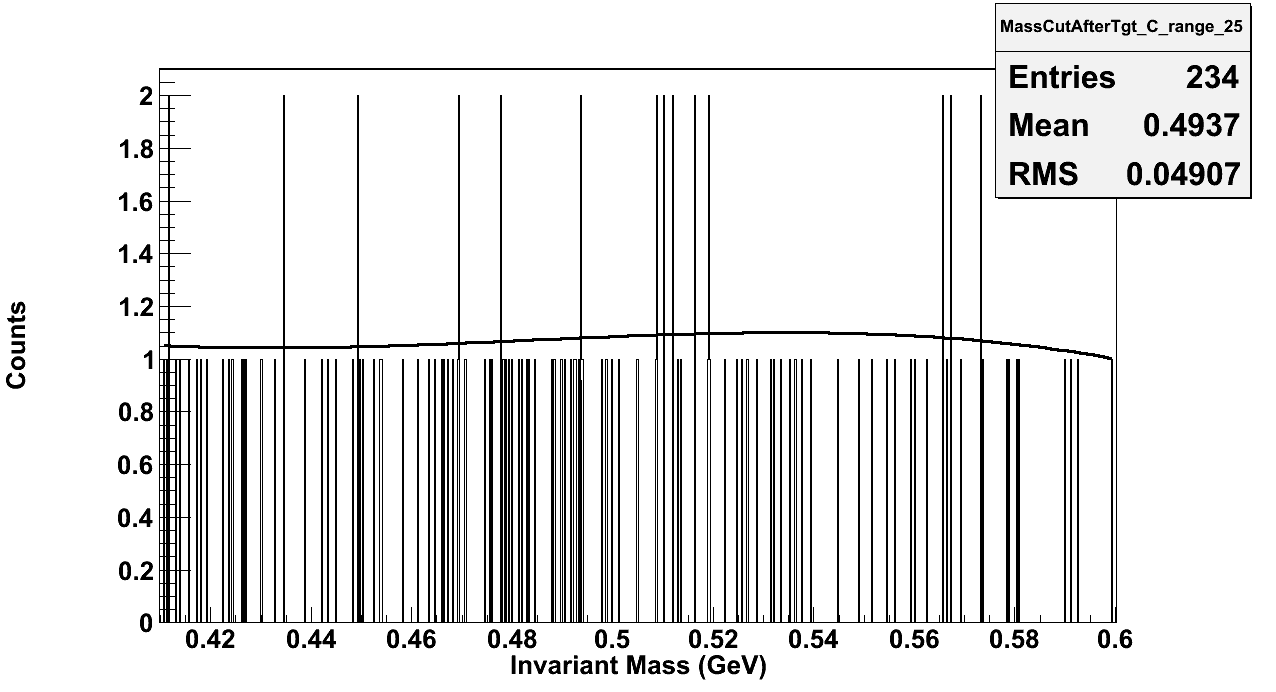 MassCutAfterTgt_C_range_25
Entries 234
Mean 0.4937
RMS 0.04907
Counts
2
1.8
1.6
1.4
1.2
1
0.8
0.6
0.4
0.2
0
0.42 0.44 0.46 0.48 0.5 0.52 0.54 0.56 0.58 0.6
Invariant Mass (GeV)